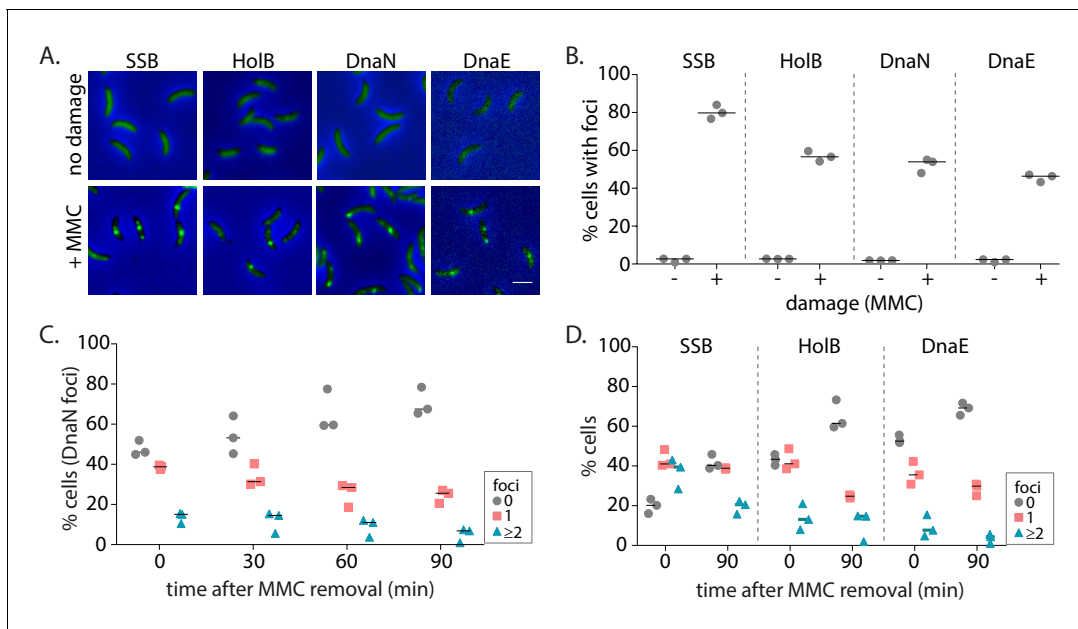 A.
SSB HolB DnaN DnaE
no damage
+ MMC
B.
SSB HolB DnaN DnaE
% cells with foci
100
80
60
40
20
0
- + - + - + - +
damage (MMC)
C.
% cells (DnaN foci)
100
80
60
40
20
0
0 30 60 90
time after MMC removal (min)
foci
0
1
≥2
D.
SSB HolB DnaE
% cells
100
80
60
40
20
0
0 90 0 90 0 90
time after MMC removal (min)
foci
0
1
≥2